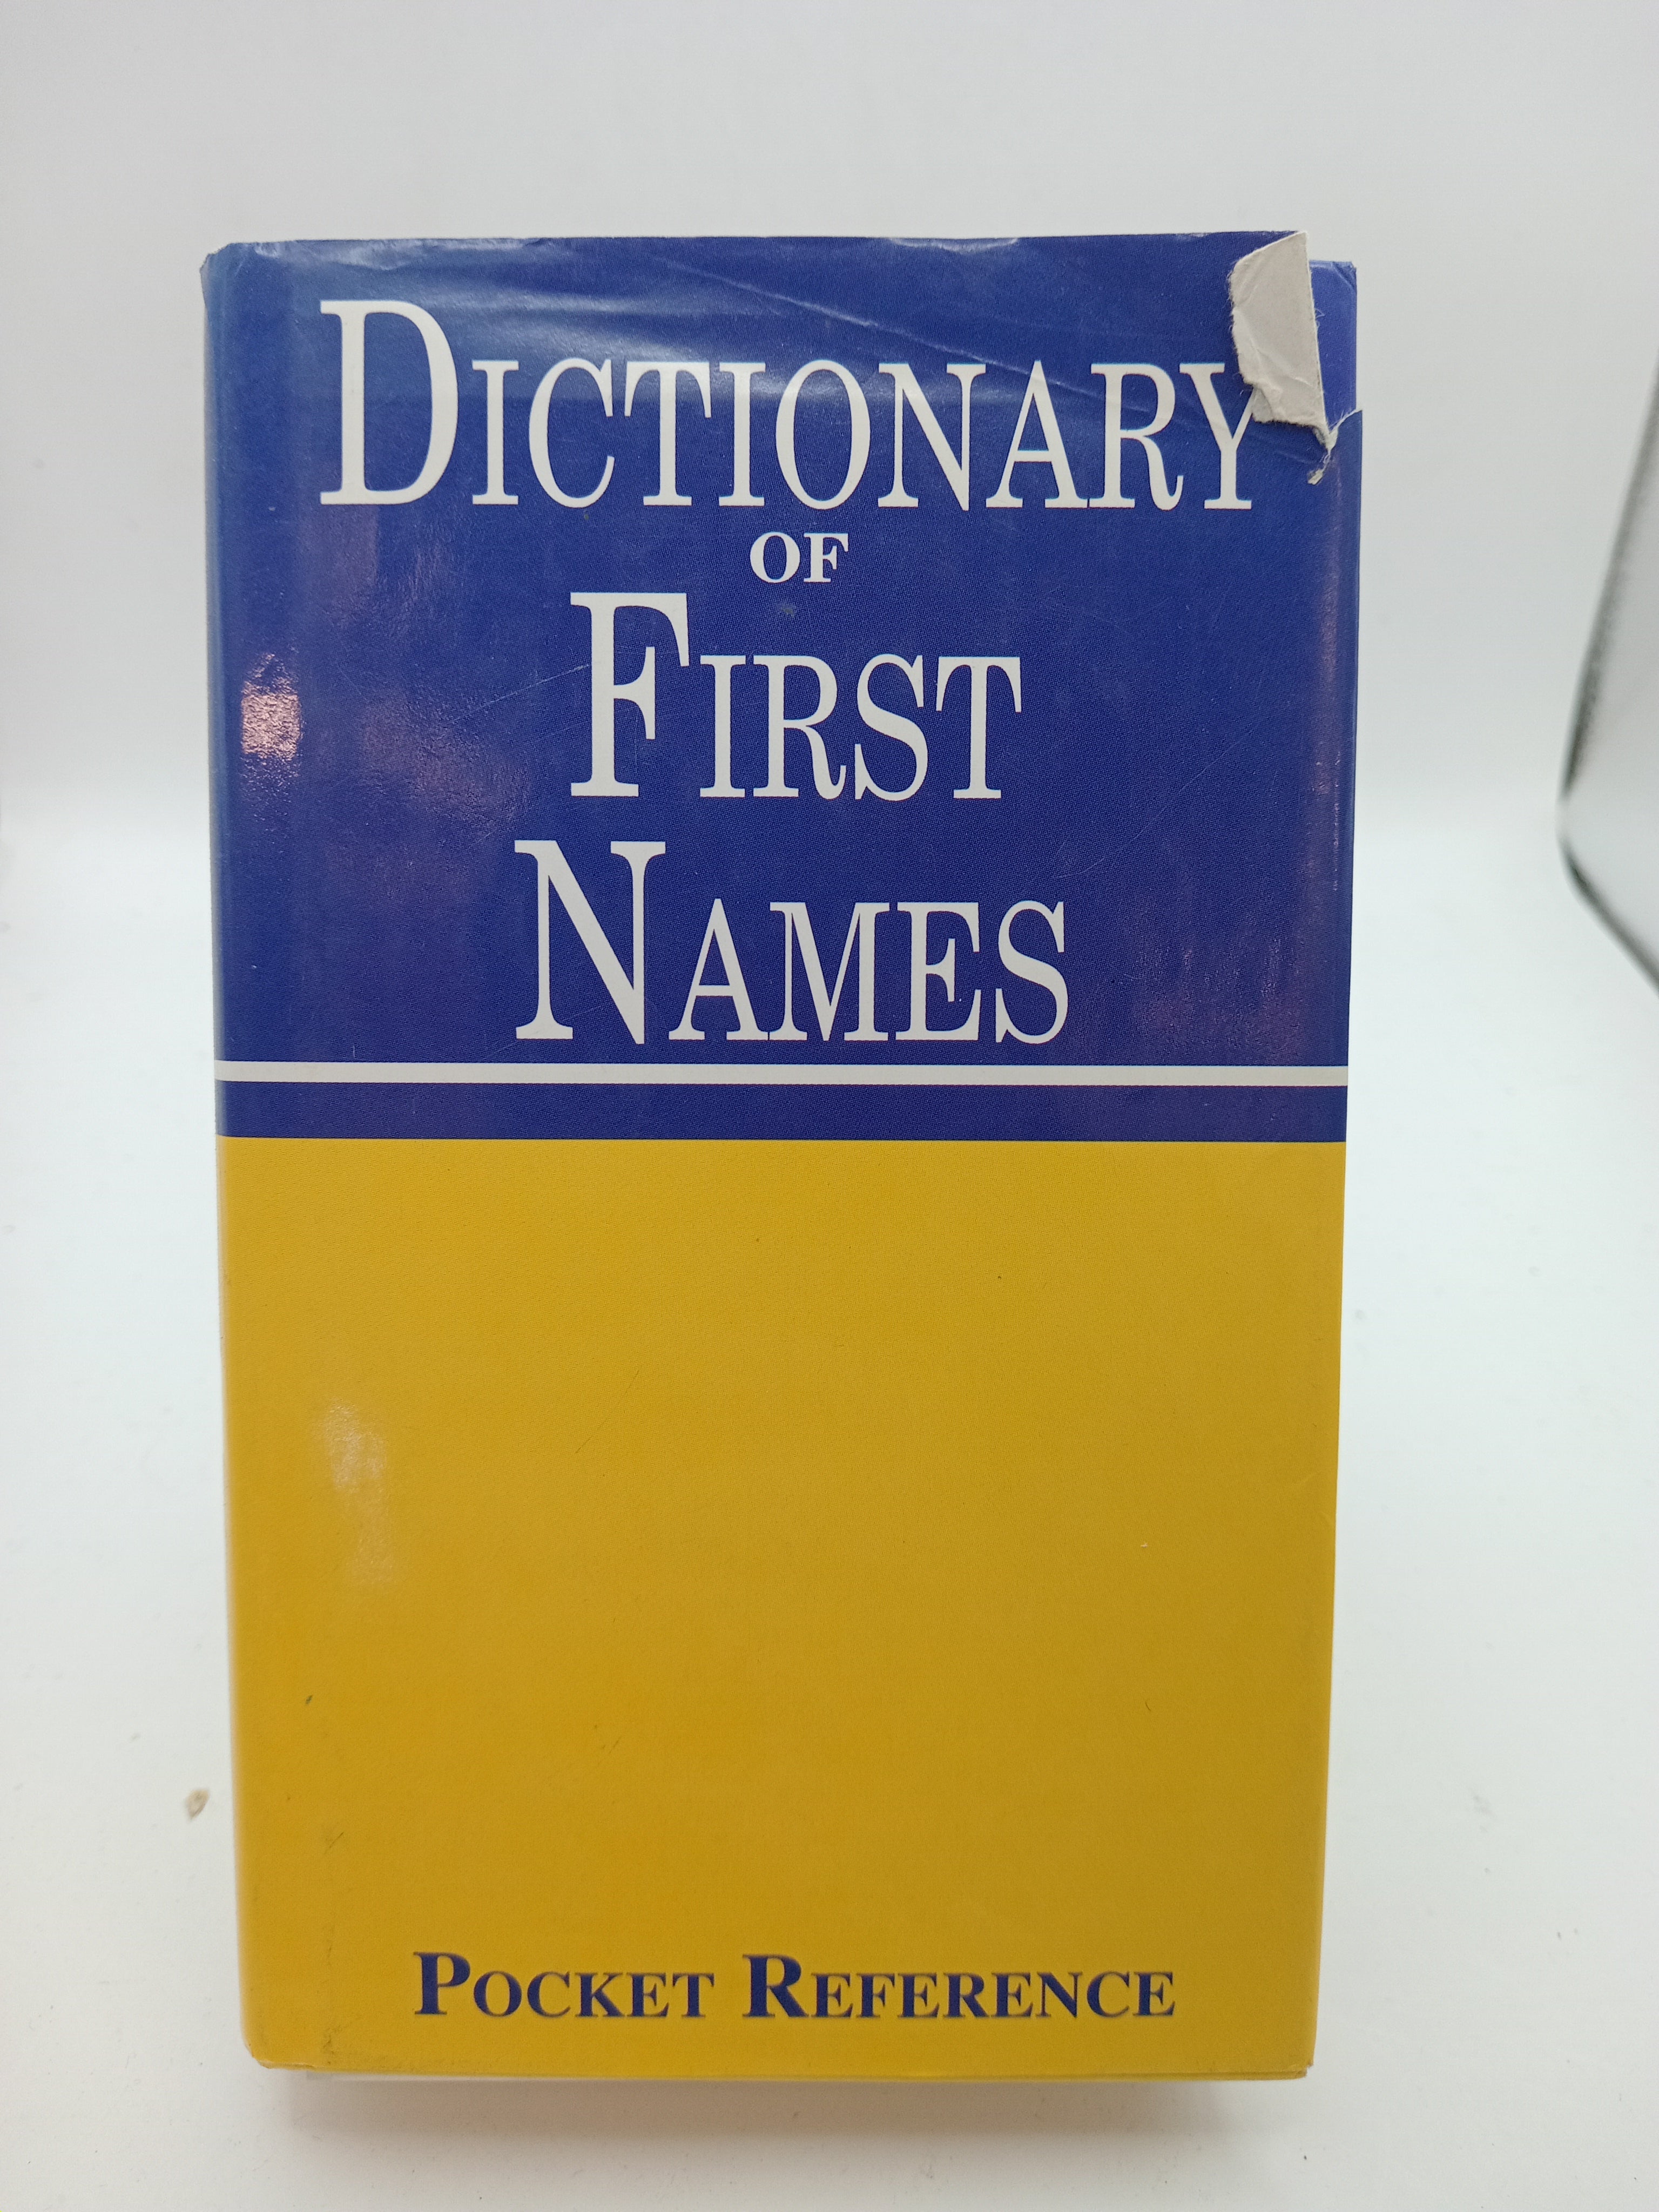 DICTIONARY
OF
FIRST
NAMES
POCKET REFERENCE